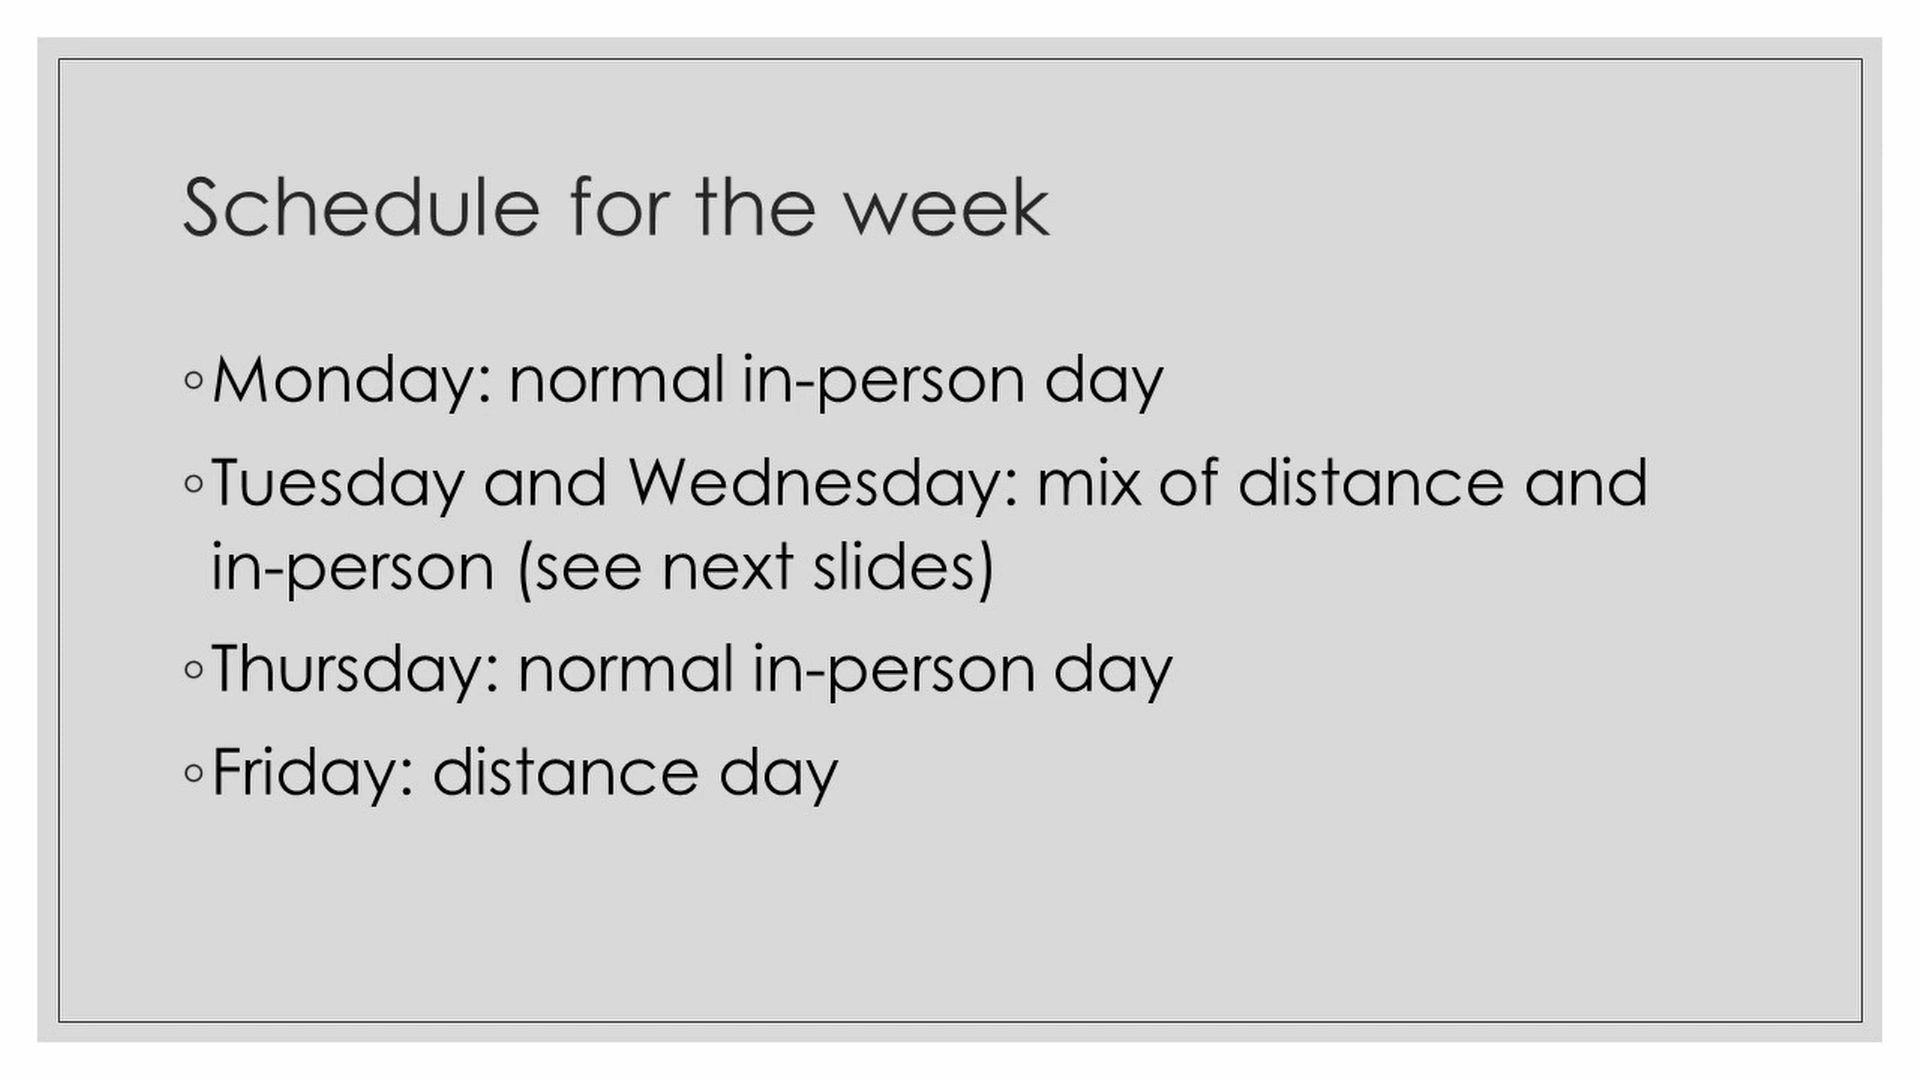 Schedule for the week
◦Monday: normal in-person day
◦Tuesday and Wednesday: mix of distance and
in-person (see next slides)
◦Thursday: normal in-person day
◦Friday: distance day